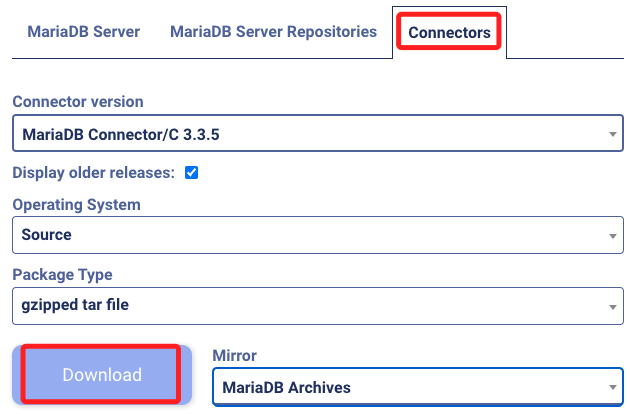 MariaDB Server MariaDB Server Repositories Connectors
Connector version
MariaDB Connector/C 3.3.5
Display older releases:
Operating System
Source
Package Type
gzipped tar file
Download
Mirror
MariaDB Archives